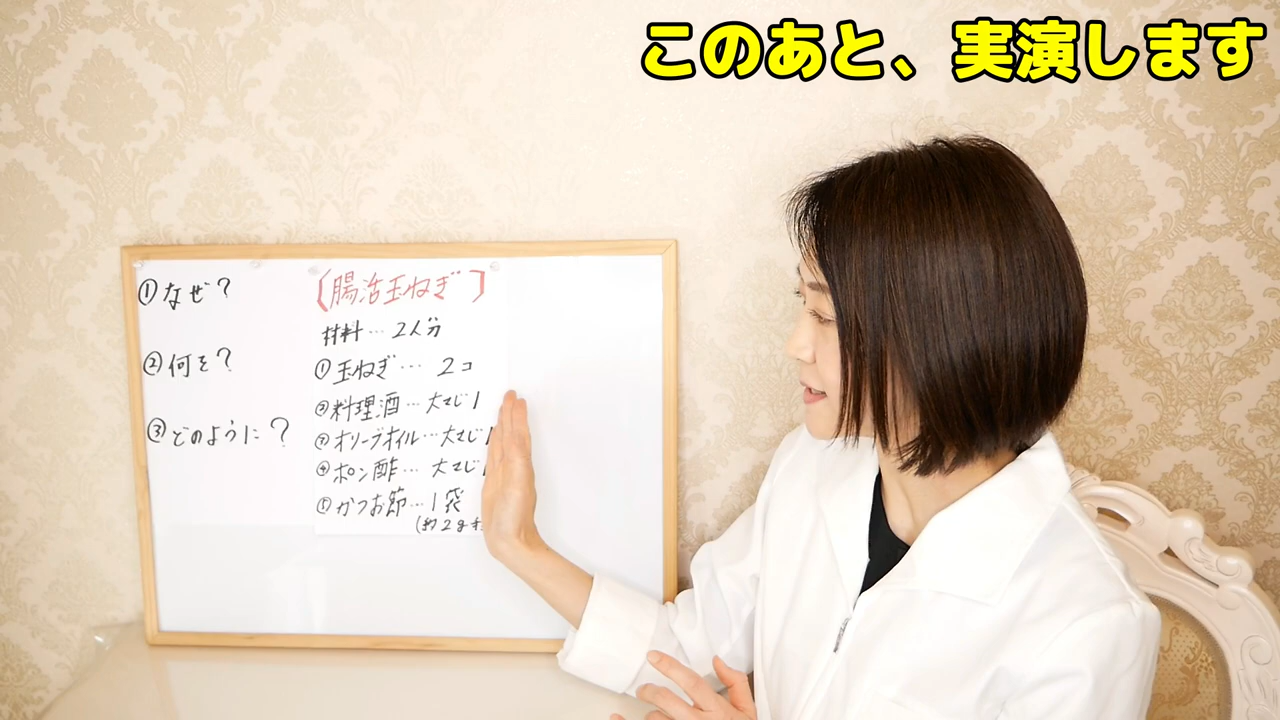 このあと、実演します
①なぜ?
②何を?
③どのように?
【腸活玉ねぎ】
材料…2人分
①玉ねぎ…2コ
②料理酒…大さじ1
③オリーブオイル…大さじ1
④ポン酢…大さじ1
⑤かつお節…1袋
(約2g